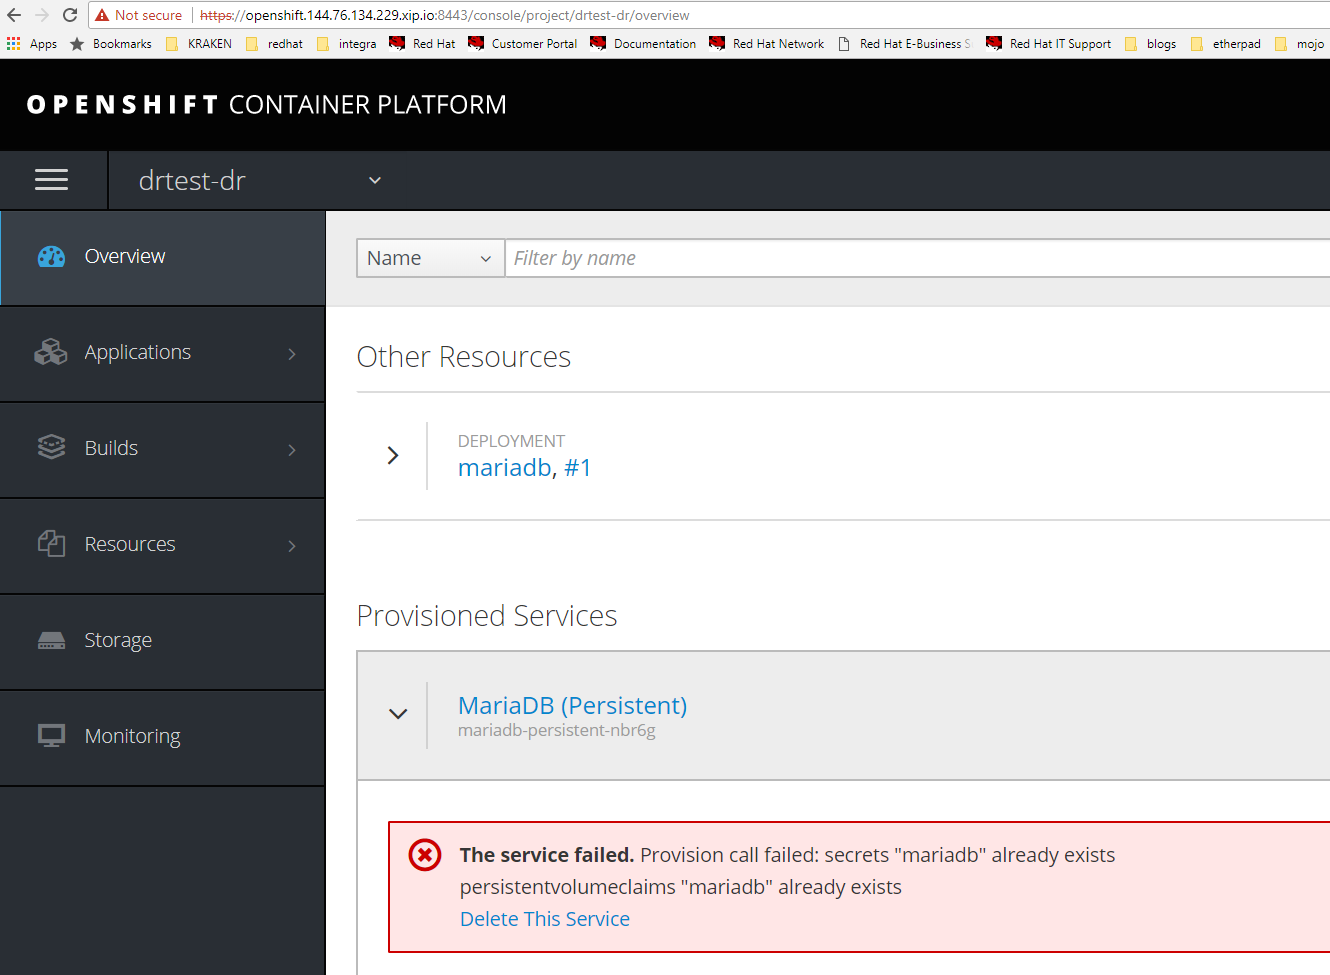 Not secure https://openshift.144.76.134.229.xip.io:8443/console/project/drtest-dr/overview
Apps Bookmarks KRAKEN redhat integra Red Hat Customer Portal Documentation Red Hat Network Red Hat E-Business S Red Hat IT Support blogs etherpad mojo
OPENSHIFT CONTAINER PLATFORM
drtest-dr
Overview
Applications
Builds
Resources
Storage
Monitoring
Name Filter by name
Other Resources
DEPLOYMENT
mariadb, #1
Provisioned Services
MariaDB (Persistent)
mariadb-persistent-nbr6g
The service failed. Provision call failed: secrets "mariadb" already exists
persistentvolumeclaims "mariadb" already exists
Delete This Service